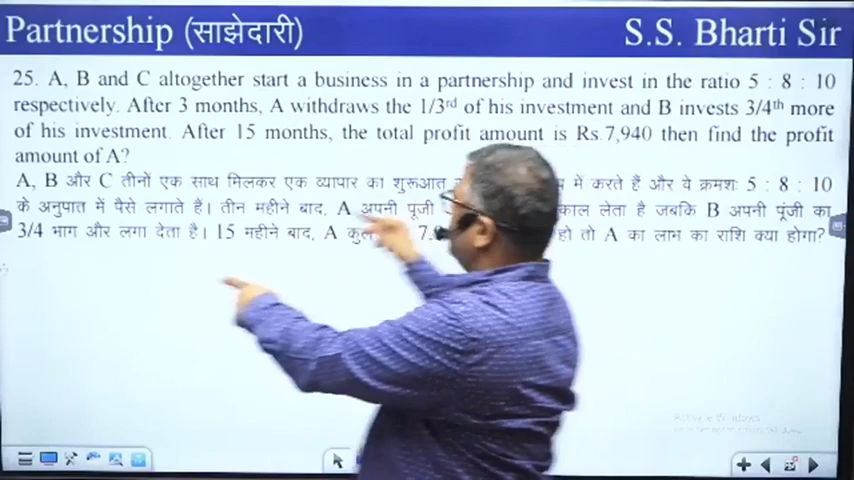 Partnership (साझेदारी)
S.S. Bharti Sir
25. A, B and C altogether start a business in a partnership and invest in the ratio 5 : 8 : 10
respectively. After 3 months, A withdraws the 1/3rd of his investment and B invests 3/4th more
of his investment. After 15 months, the total profit amount is Rs.7,940 then find the profit
amount of A?
A, B और C तीनों एक साथ मिलकर एक व्यापार का शुरूआत में करते हैं और वे क्रमशः 5 : 8 : 10
के अनुपात में पैसे लगाते हैं। तीन महीने बाद, A अपनी पूंजी लेता है जबकि B अपनी पूंजी का
3/4 भाग और लगा देता है। 15 महीने बाद, A हो तो A का लाभ का राशि क्या होगा?